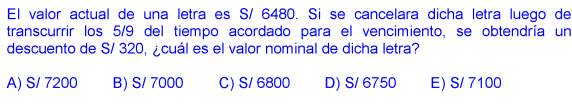 El valor actual de una letra es S/ 6480. Si se cancelara dicha letra luego de
transcurrir los 5/9 del tiempo acordado para el vencimiento, se obtendría un
descuento de S/ 320, ¿cuál es el valor nominal de dicha letra?
A) S/ 7200 B) S/ 7000 C) S/ 6800 D) S/ 6750 E) S/ 7100